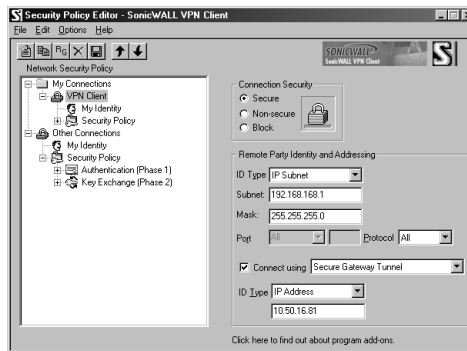 Security Policy Editor - SonicWALL VPN Client
File Edit Options Help
SONICWALL
SonicWALL VPN Client
S
Network Security Policy
My Connections
VPN Client
My Identity
Security Policy
Other Connections
My Identity
Security Policy
Authentication (Phase 1)
Key Exchange (Phase 2)
Connection Security
Secure
Non-secure
Block
Remote Party Identity and Addressing
ID Type IP Subnet
Subnet: 192.168.168.1
Mask: 255.255.255.0
Port All Protocol All
Connect using Secure Gateway Tunnel
ID Type IP Address
10.50.16.81
Click here to find out about program add-ons.